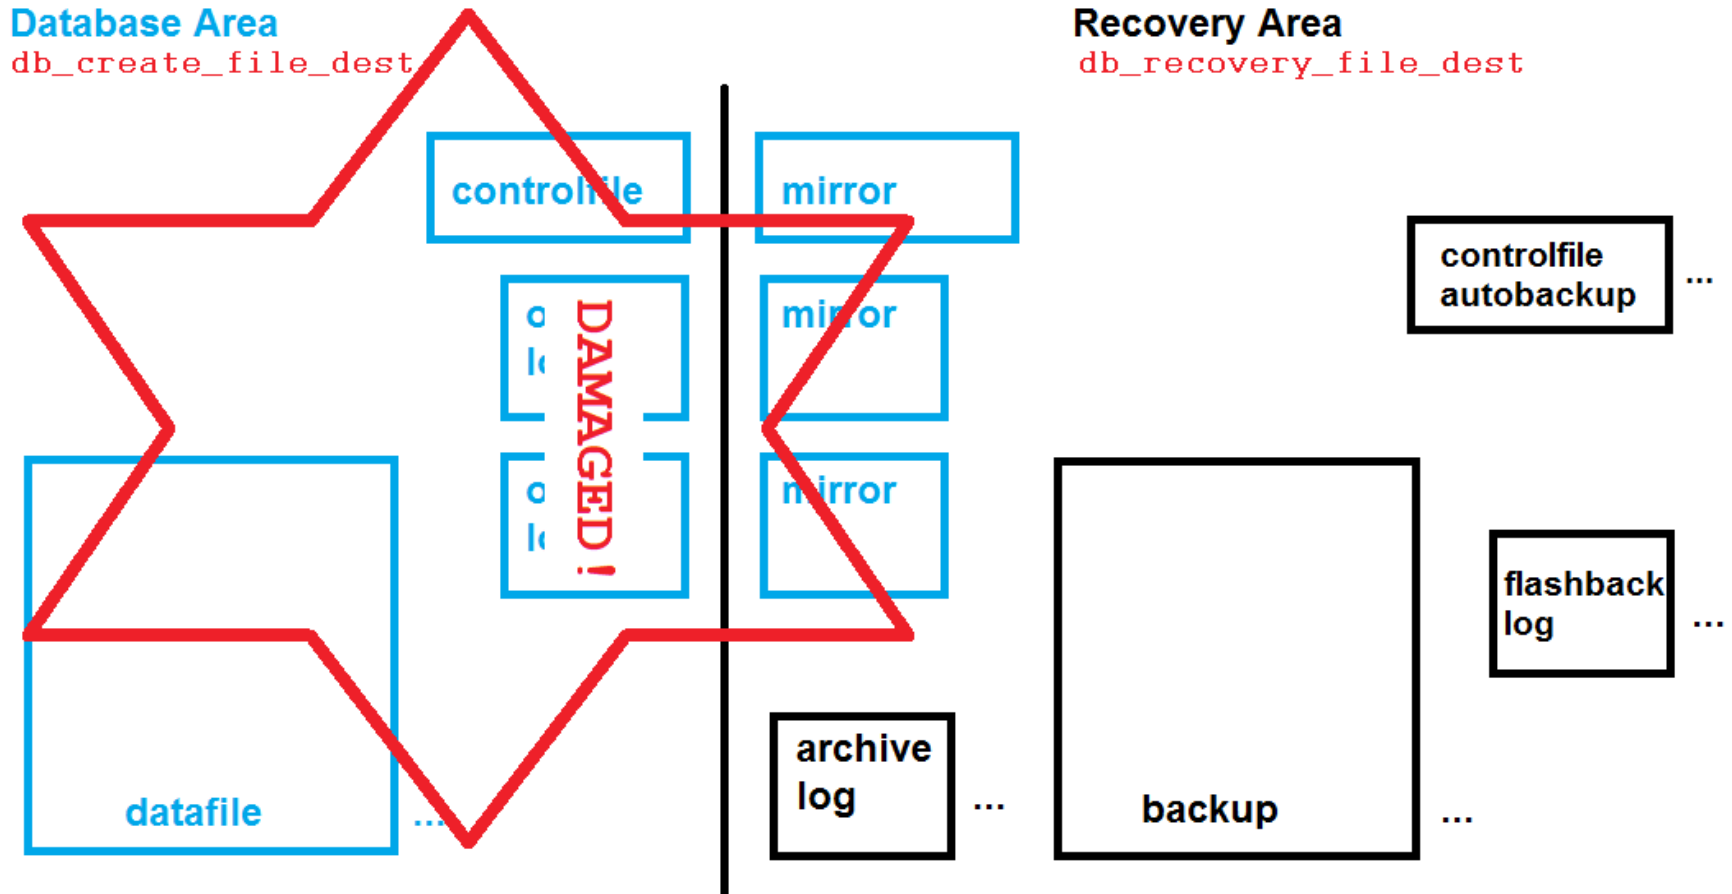 Database Area
db_create_file_dest
Recovery Area
db_recovery_file_dest
controlfile
mirror
controlfile
autobackup
...
mirror
DAMAGED!
mirror
flashback
log
...
archive
log
...
datafile
...
backup
...